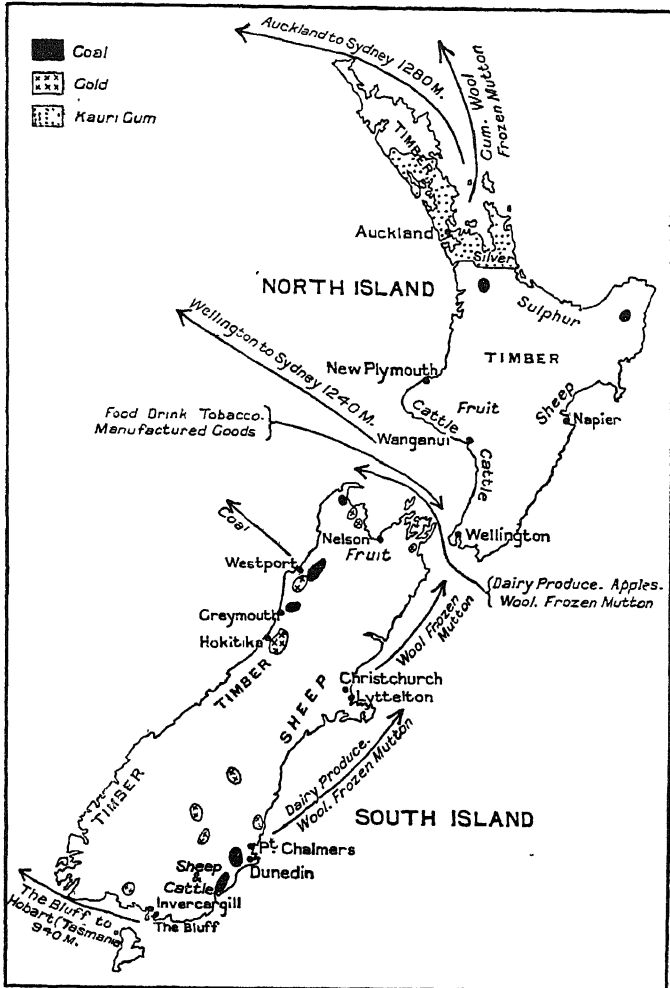 Coal
Gold
Kauri Gum
Auckland to Sydney 1280 M.
Gum. Wool
Frozen Mutton
TIMBER
Auckland
Silver
NORTH ISLAND
Sulphur
Wellington to Sydney 1240 M.
TIMBER
New Plymouth
Sheep
Cattle
Fruit
Napier
Food Drink Tobacco.
Manufactured Goods
Wanganui
Cattle
Coal
Nelson
Fruit
Wellington
Westport
Dairy Produce. Apples.
Wool. Frozen Mutton
Greymouth
Hokitika
Wool Frozen
Mutton
TIMBER
SHEEP
Christchurch
Lyttelton
Dairy Produce.
Wool. Frozen Mutton
TIMBER
SOUTH ISLAND
Pt. Chalmers
Dunedin
Sheep
&
Cattle
Invercargill
The Bluff
The Bluff to
Hobart (Tasmania
940 M.